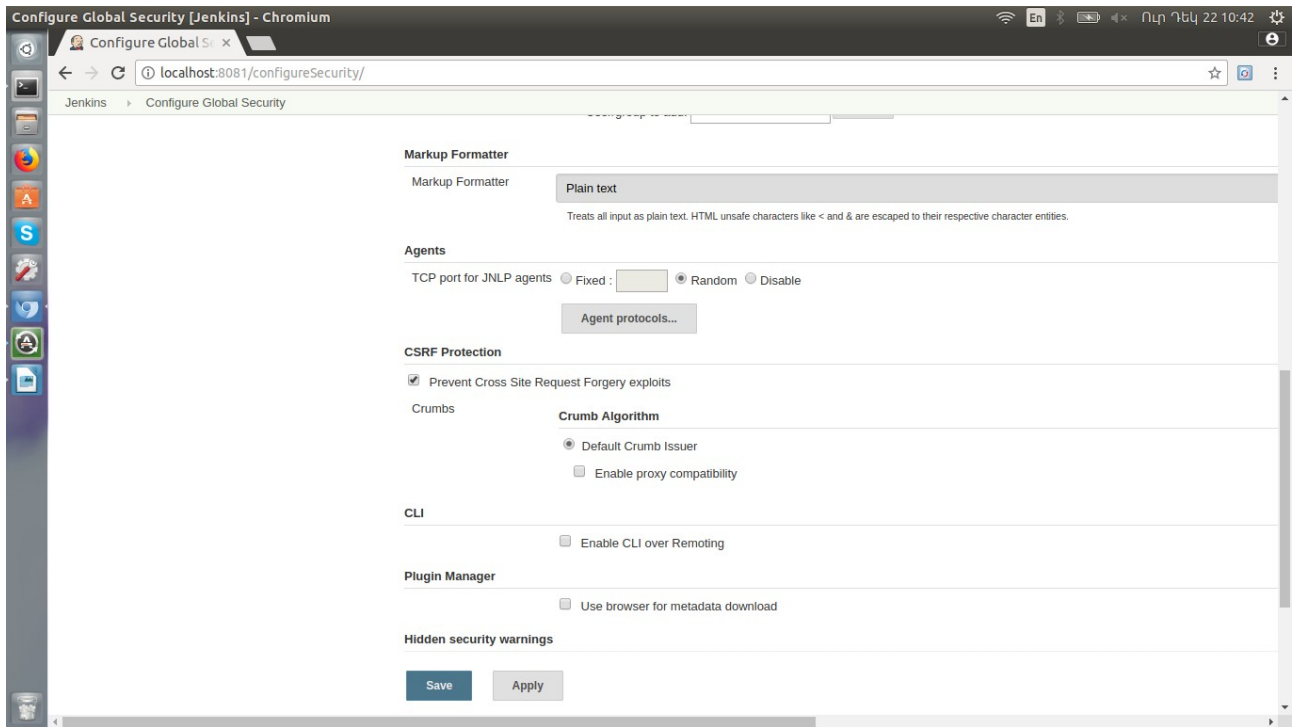 Configure Global Security [Jenkins] - Chromium
En
Ուր Դեկ 22 10:42
Configure Global Se
localhost:8081/configureSecurity/
Jenkins
Configure Global Security
Markup Formatter
Markup Formatter
Plain text
Treats all input as plain text. HTML unsafe characters like < and & are escaped to their respective character entities.
Agents
TCP port for JNLP agents Fixed : Random Disable
Agent protocols...
CSRF Protection
Prevent Cross Site Request Forgery exploits
Crumbs
Crumb Algorithm
Default Crumb Issuer
Enable proxy compatibility
CLI
Enable CLI over Remoting
Plugin Manager
Use browser for metadata download
Hidden security warnings
Save
Apply